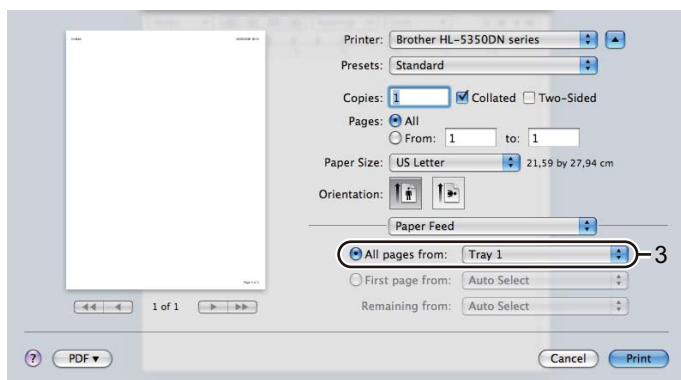 Printer: Brother HL-5350DN series
Presets: Standard
Copies: 1 Collated Two-Sided
Pages: All
From: 1 to: 1
Paper Size: US Letter 21,59 by 27,94 cm
Orientation:
Paper Feed
All pages from: Tray 1 3
First page from: Auto Select
Remaining from: Auto Select
1 of 1
? PDF Cancel Print